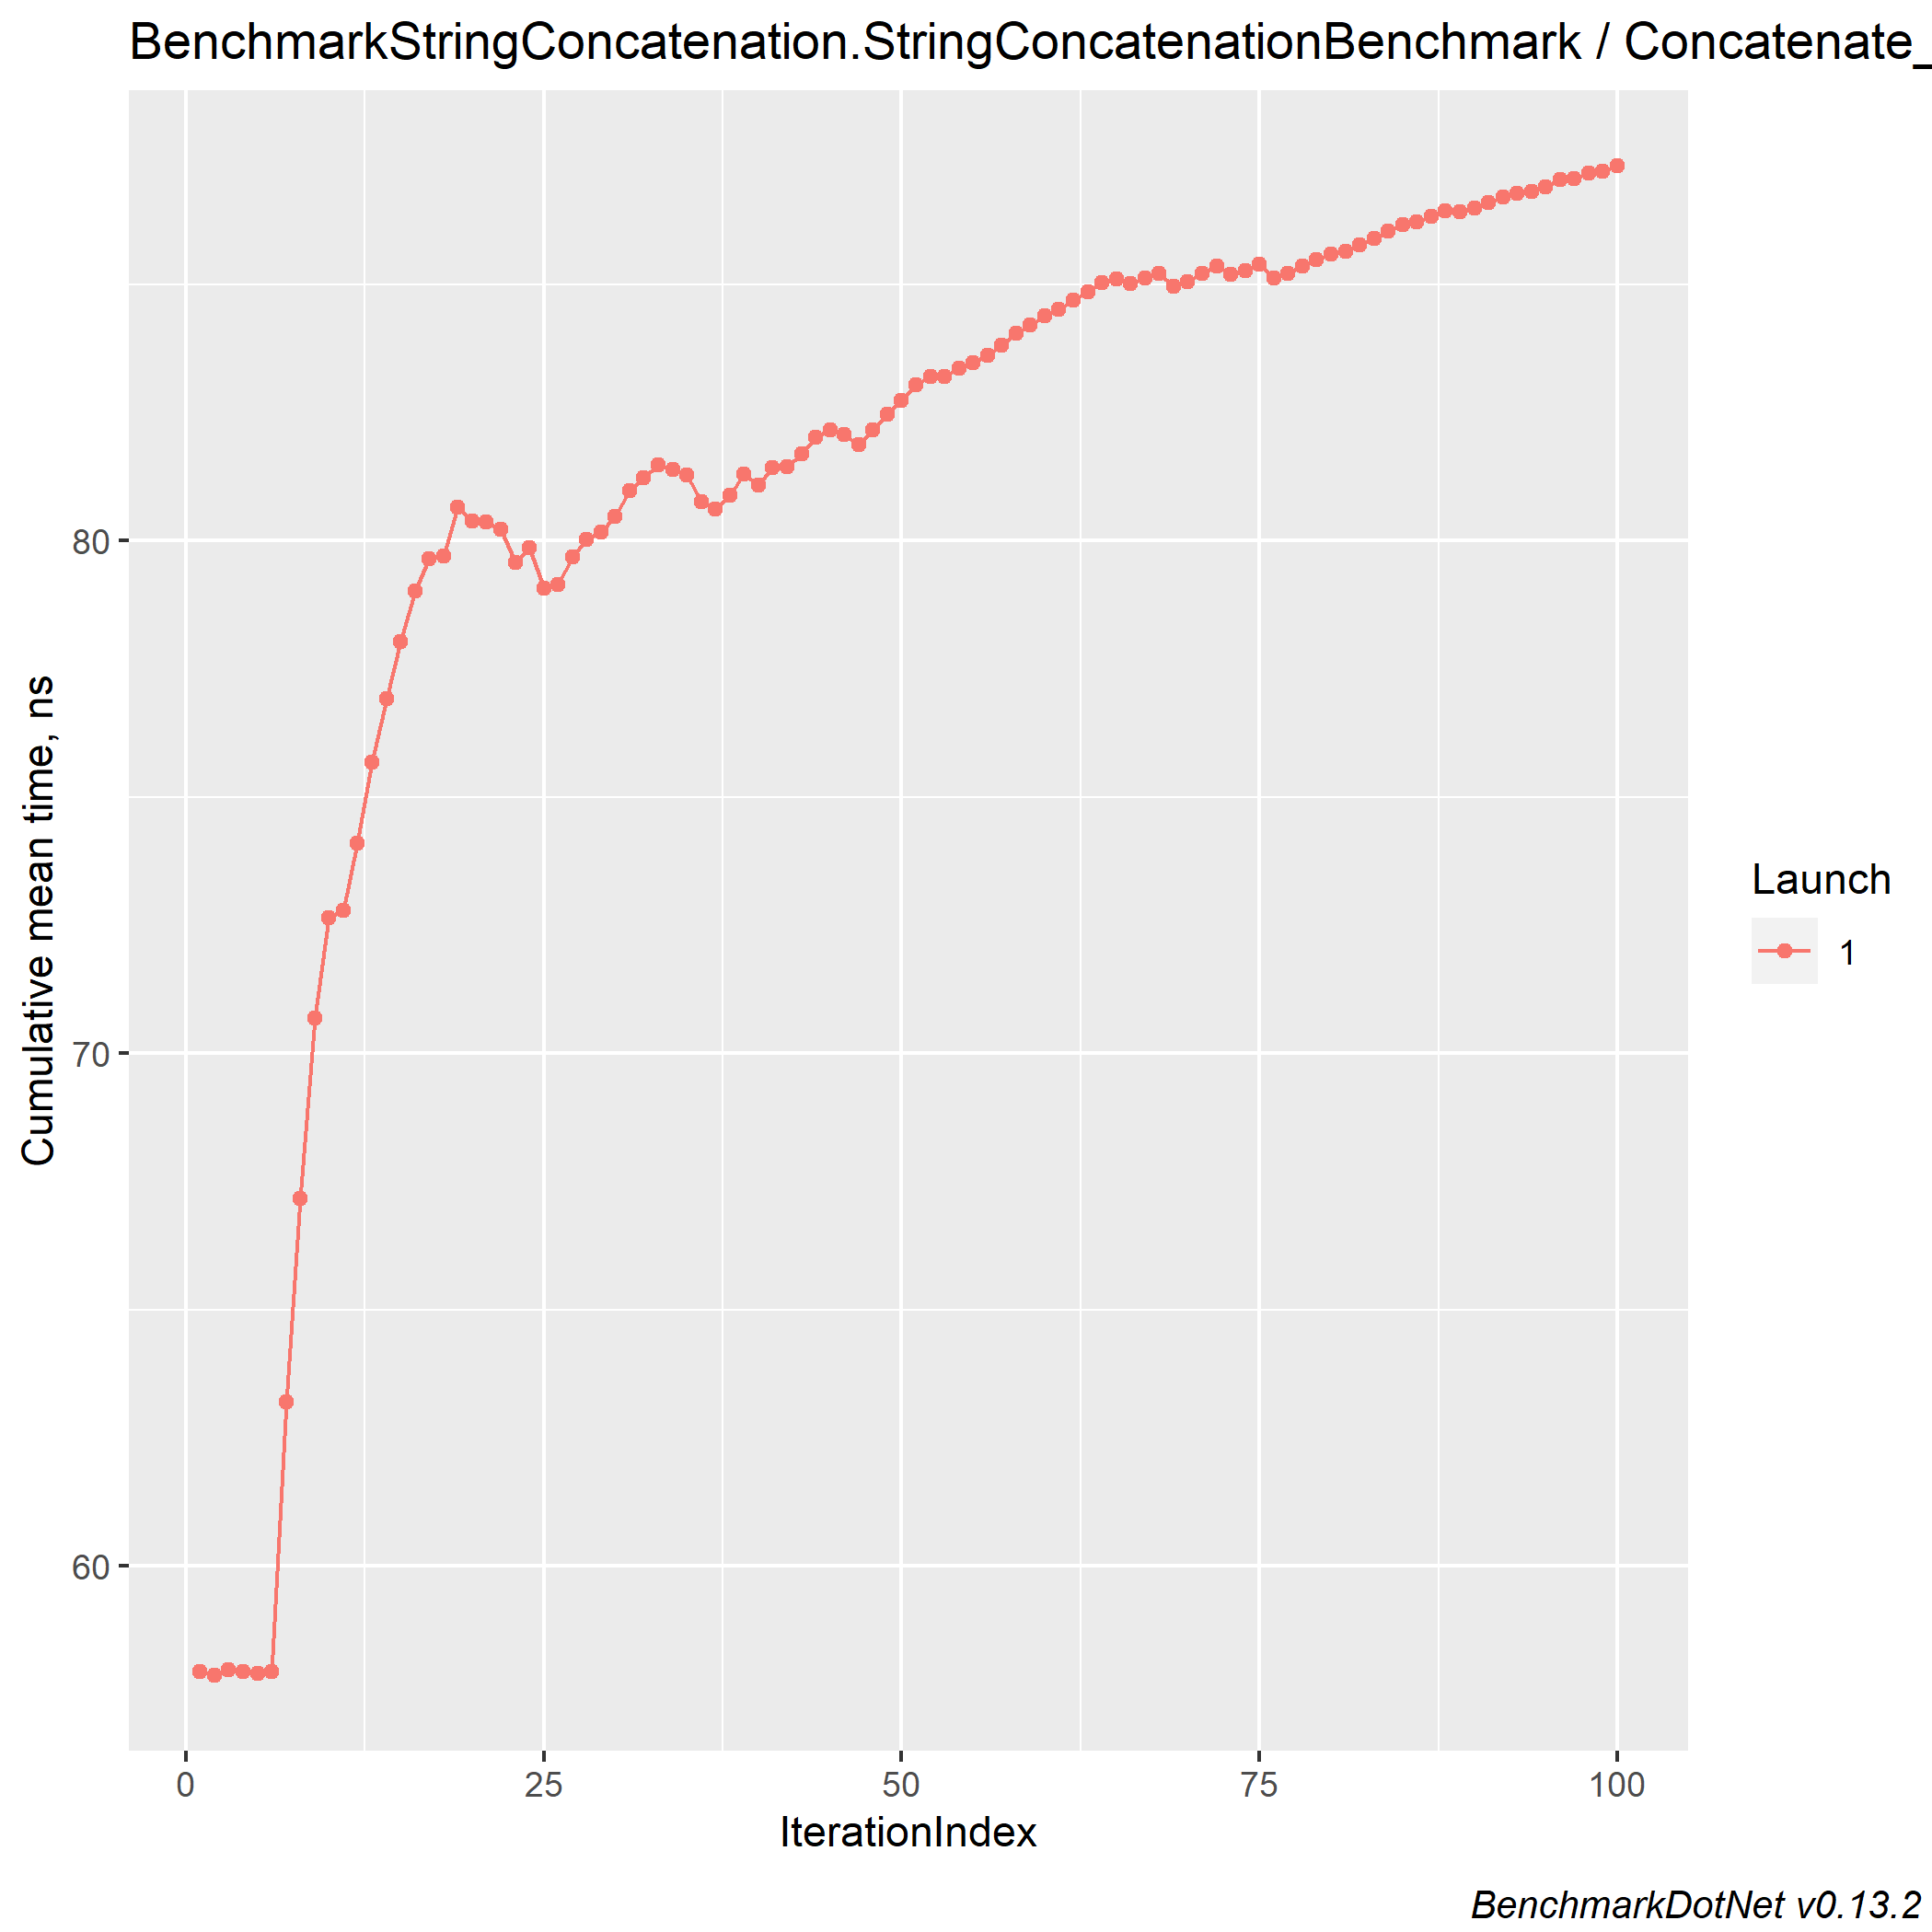 BenchmarkStringConcatenation.StringConcatenationBenchmark / Concatenate_
Cumulative mean time, ns
80
70
60
0 25 50 75 100
IterationIndex
Launch
1
BenchmarkDotNet v0.13.2